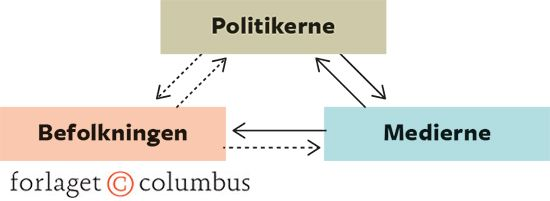 Politikerne
Befolkningen
Medierne
forlaget © columbus